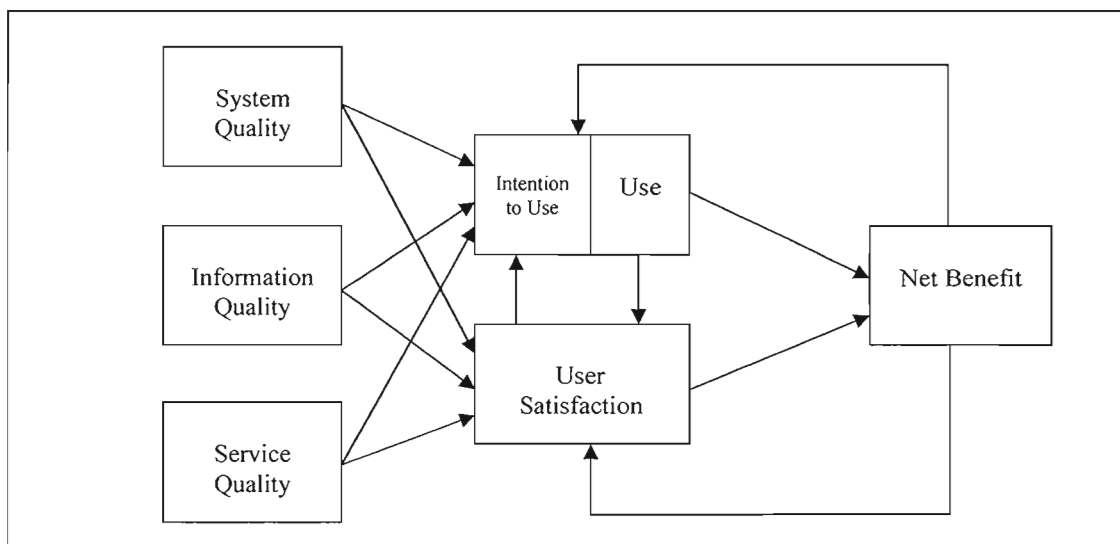 System
Quality
Information
Quality
Service
Quality
Intention
to Use
Use
User
Satisfaction
Net Benefit